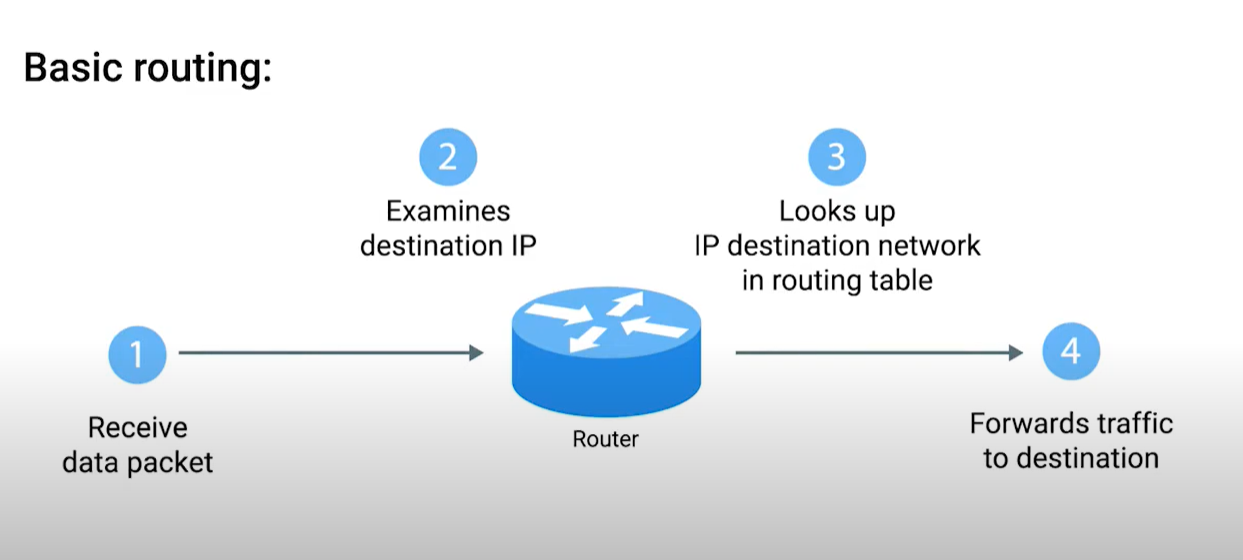 Basic routing:
2
Examines
destination IP
3
Looks up
IP destination network
in routing table
1
Receive
data packet
Router
4
Forwards traffic
to destination